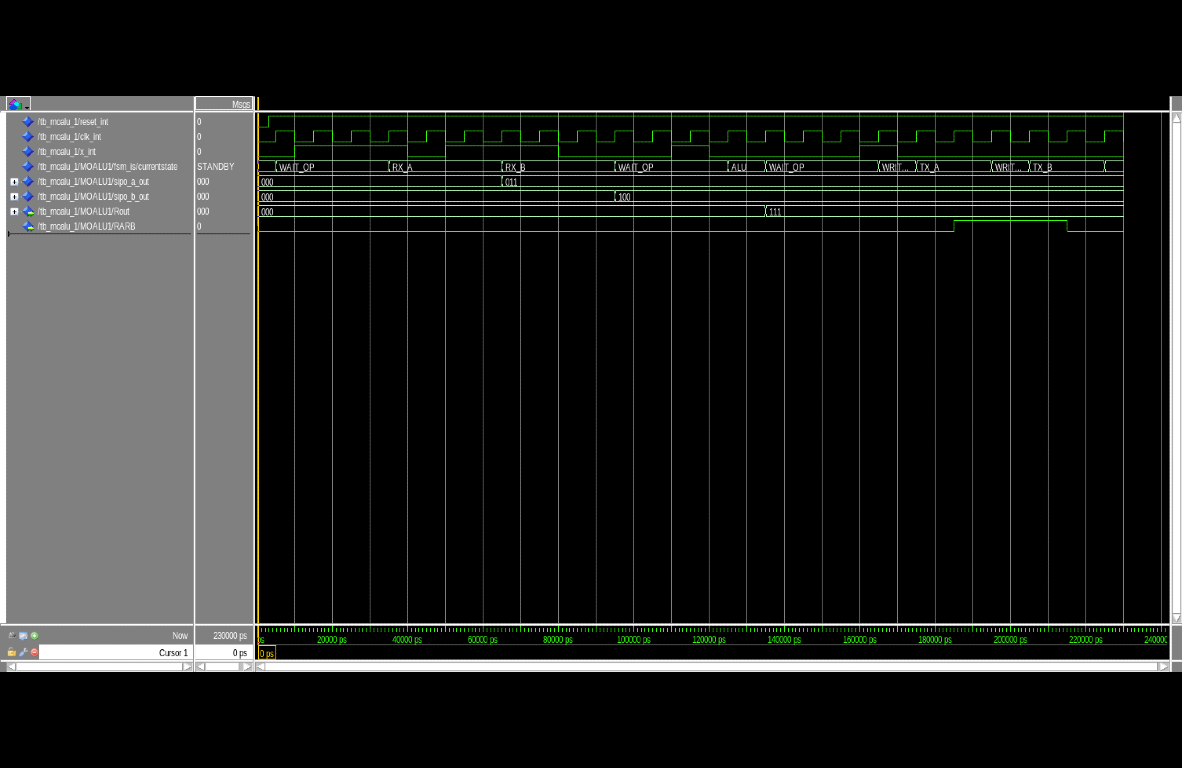 Msgs
/tb_mcalu_1/reset_int 0
/tb_mcalu_1/clk_int 0
/tb_mcalu_1/x_int 0
/tb_mcalu_1/MOALU1/fsm_is/currentstate STANDBY WAIT_OP RX_A RX_B WAIT_OP ALU WAIT_OP WRIT... TX_A WRIT... TX_B
/tb_mcalu_1/MOALU1/sipo_a_out 000 000 011
/tb_mcalu_1/MOALU1/sipo_b_out 000 000 100
/tb_mcalu_1/MOALU1/Rout 000 000 111
/tb_mcalu_1/MOALU1/RARB 0
Now 230000 ps ps 20000 ps 40000 ps 60000 ps 80000 ps 100000 ps 120000 ps 140000 ps 160000 ps 180000 ps 200000 ps 220000 ps 240000
Cursor 1 0 ps 0 ps